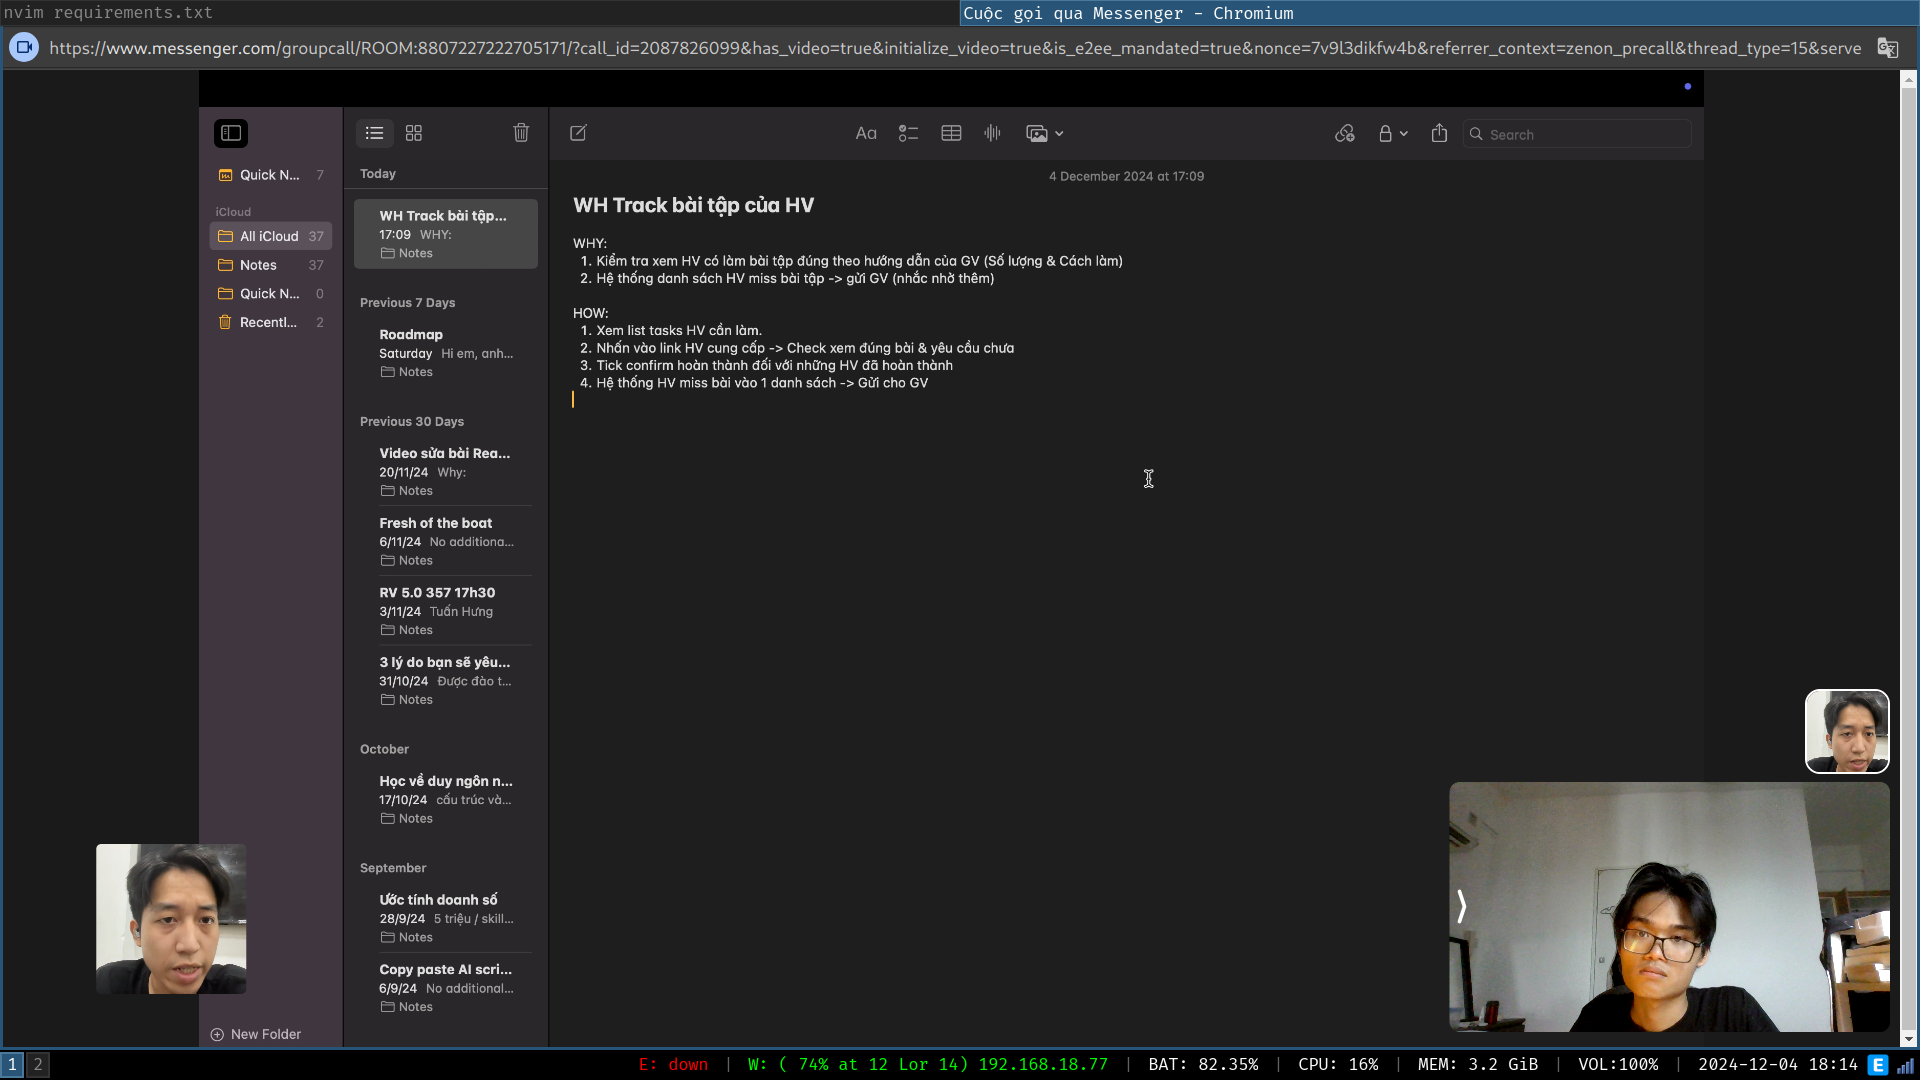 nvim requirements.txt
Cuộc gọi qua Messenger - Chromium
https://www.messenger.com/groupcall/ROOM:8807227222705171/?call_id=2087826099&has_video=true&initialize_video=true&is_e2ee_mandated=true&nonce=7v9l3dikfw4b&referrer_context=zenon_precall&thread_type=15&serve
Quick N... 7
iCloud
All iCloud 37
Notes 37
Quick N... 0
Recentl... 2
New Folder
Today
WH Track bài tập...
17:09 WHY:
Notes
Previous 7 Days
Roadmap
Saturday Hi em, anh...
Notes
Previous 30 Days
Video sửa bài Rea...
20/11/24 Why:
Notes
Fresh of the boat
6/11/24 No additiona...
Notes
RV 5.0 357 17h30
3/11/24 Tuấn Hưng
Notes
3 lý do bạn sẽ yêu...
31/10/24 Được đào t...
Notes
October
Học về duy ngôn n...
17/10/24 cấu trúc và...
Notes
September
Ước tính doanh số
28/9/24 5 triệu / skill...
Notes
Copy paste AI scri...
6/9/24 No additional...
Notes
Aa
Search
4 December 2024 at 17:09
WH Track bài tập của HV
WHY:
1. Kiểm tra xem HV có làm bài tập đúng theo hướng dẫn của GV (Số lượng & Cách làm)
2. Hệ thống danh sách HV miss bài tập -> gửi GV (nhắc nhở thêm)
HOW:
1. Xem list tasks HV cần làm.
2. Nhấn vào link HV cung cấp -> Check xem đúng bài & yêu cầu chưa
3. Tick confirm hoàn thành đối với những HV đã hoàn thành
4. Hệ thống HV miss bài vào 1 danh sách -> Gửi cho GV
1 2 E: down | W: ( 74% at 12 Lor 14) 192.168.18.77 | BAT: 82.35% | CPU: 16% | MEM: 3.2 GiB | VOL:100% | 2024-12-04 18:14 E